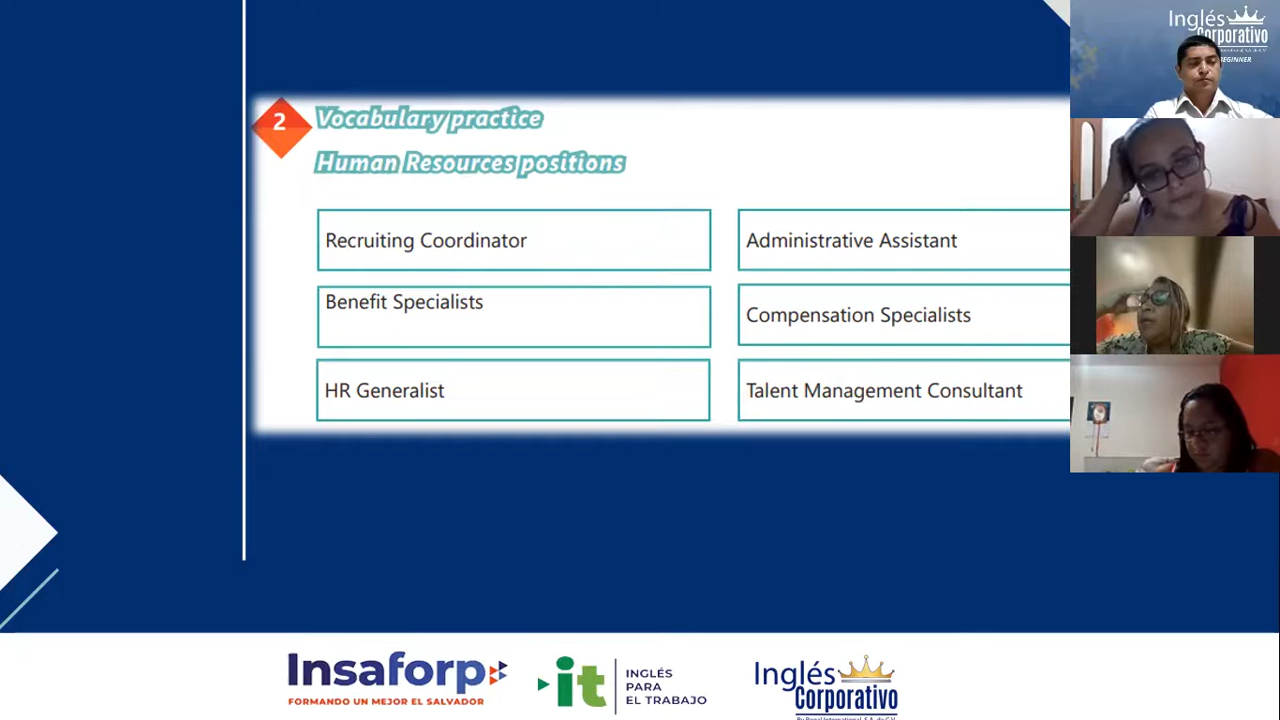 2
Vocabulary practice
Human Resources positions
Recruiting Coordinator
Administrative Assistant
Benefit Specialists
Compensation Specialists
HR Generalist
Talent Management Consultant
Inglés
Corporativo
BEGINNER
Insaforp
FORMANDO UN MEJOR EL SALVADOR
it
INGLÉS
PARA
EL TRABAJO
Inglés
Corporativo